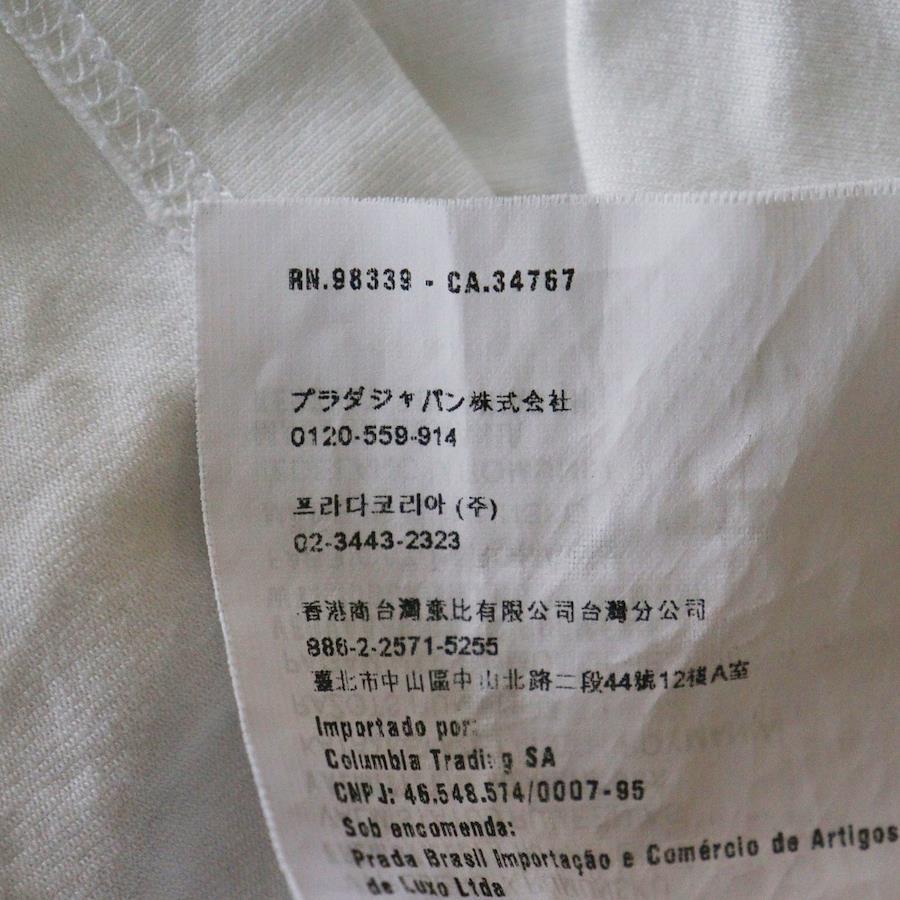 RN.98339 - CA.34767
プラダジャパン株式会社
0120-559-914
프라다코리아 (주)
02-3443-2323
香港商台灣意比有限公司台灣分公司
886-2-2571-5255
臺北市中山區中山北路二段44號12樓A室
Importado por:
Columbia Trading SA
CNPJ: 46.548.574/0007-95
Sob encomenda:
Prada Brasil Importação e Comércio de Artigos
de Luxo Ltda